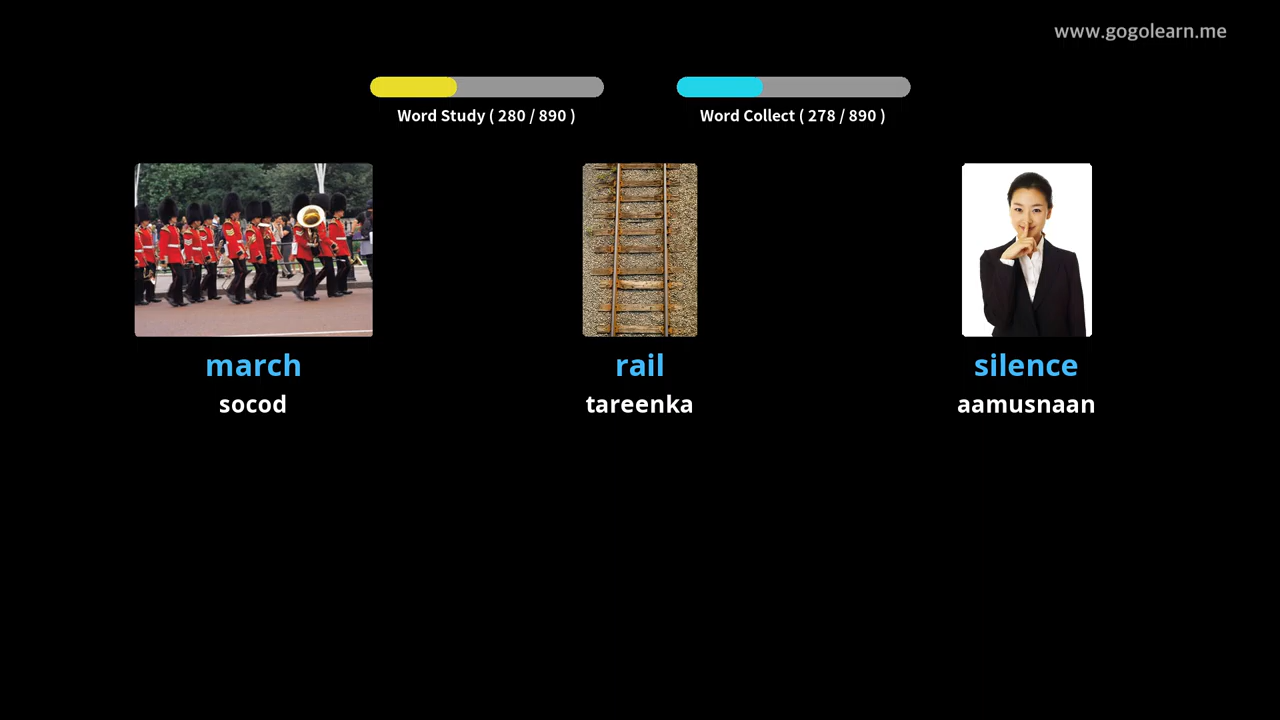 www.gogolearn.me
Word Study ( 280 / 890 )
Word Collect ( 278 / 890 )
march
rail
silence
socod
tareenka
aamusnaan